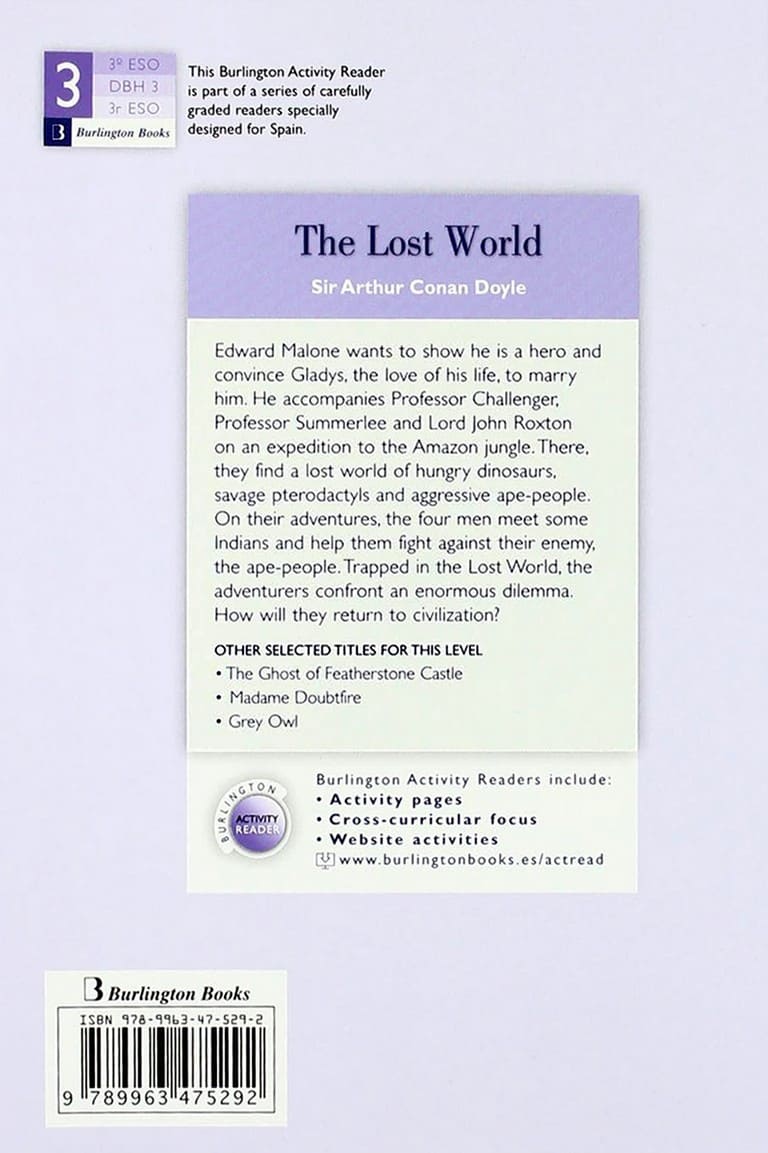 3
3º ESO
DBH 3
3r ESO
B Burlington Books
This Burlington Activity Reader
is part of a series of carefully
graded readers specially
designed for Spain.
The Lost World
Sir Arthur Conan Doyle
Edward Malone wants to show he is a hero and
convince Gladys, the love of his life, to marry
him. He accompanies Professor Challenger,
Professor Summerlee and Lord John Roxton
on an expedition to the Amazon jungle. There,
they find a lost world of hungry dinosaurs,
savage pterodactyls and aggressive ape-people.
On their adventures, the four men meet some
Indians and help them fight against their enemy,
the ape-people. Trapped in the Lost World, the
adventurers confront an enormous dilemma.
How will they return to civilization?
OTHER SELECTED TITLES FOR THIS LEVEL
• The Ghost of Featherstone Castle
• Madame Doubtfire
• Grey Owl
BURLINGTON
ACTIVITY
READER
Burlington Activity Readers include:
• Activity pages
• Cross-curricular focus
• Website activities
www.burlingtonbooks.es/actread
B Burlington Books
ISBN 978-9963-47-529-2
9 789963 475292